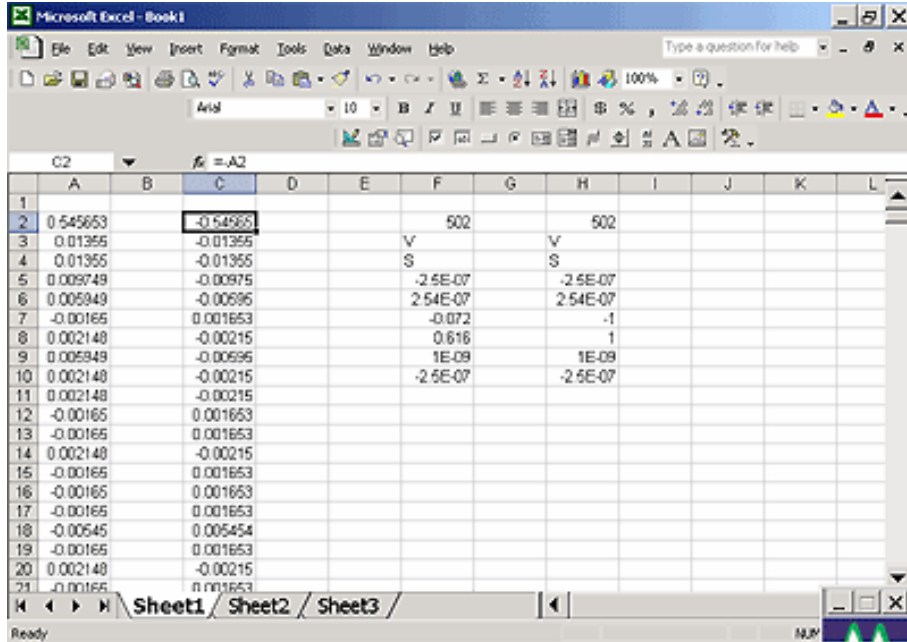 Microsoft Excel - Book1
File Edit View Insert Format Tools Data Window Help Type a question for help
100%
Arial 10 B I U $ % ,
C2 fx =-A2
A B C D E F G H I J K L
1
2 0.545653 -0.54565 502 502
3 0.01355 -0.01355 V V
4 0.01355 -0.01355 S S
5 0.009749 -0.00975 -2.5E-07 -2.5E-07
6 0.005949 -0.00595 2.54E-07 2.54E-07
7 -0.00165 0.001653 -0.072 -1
8 0.002148 -0.00215 0.616 1
9 0.005949 -0.00595 1E-09 1E-09
10 0.002148 -0.00215 -2.5E-07 -2.5E-07
11 0.002148 -0.00215
12 -0.00165 0.001653
13 -0.00165 0.001653
14 0.002148 -0.00215
15 -0.00165 0.001653
16 -0.00165 0.001653
17 -0.00165 0.001653
18 -0.00545 0.005454
19 -0.00165 0.001653
20 0.002148 -0.00215
21 -0.00165 0.001653
Sheet1 Sheet2 Sheet3
Ready NUM